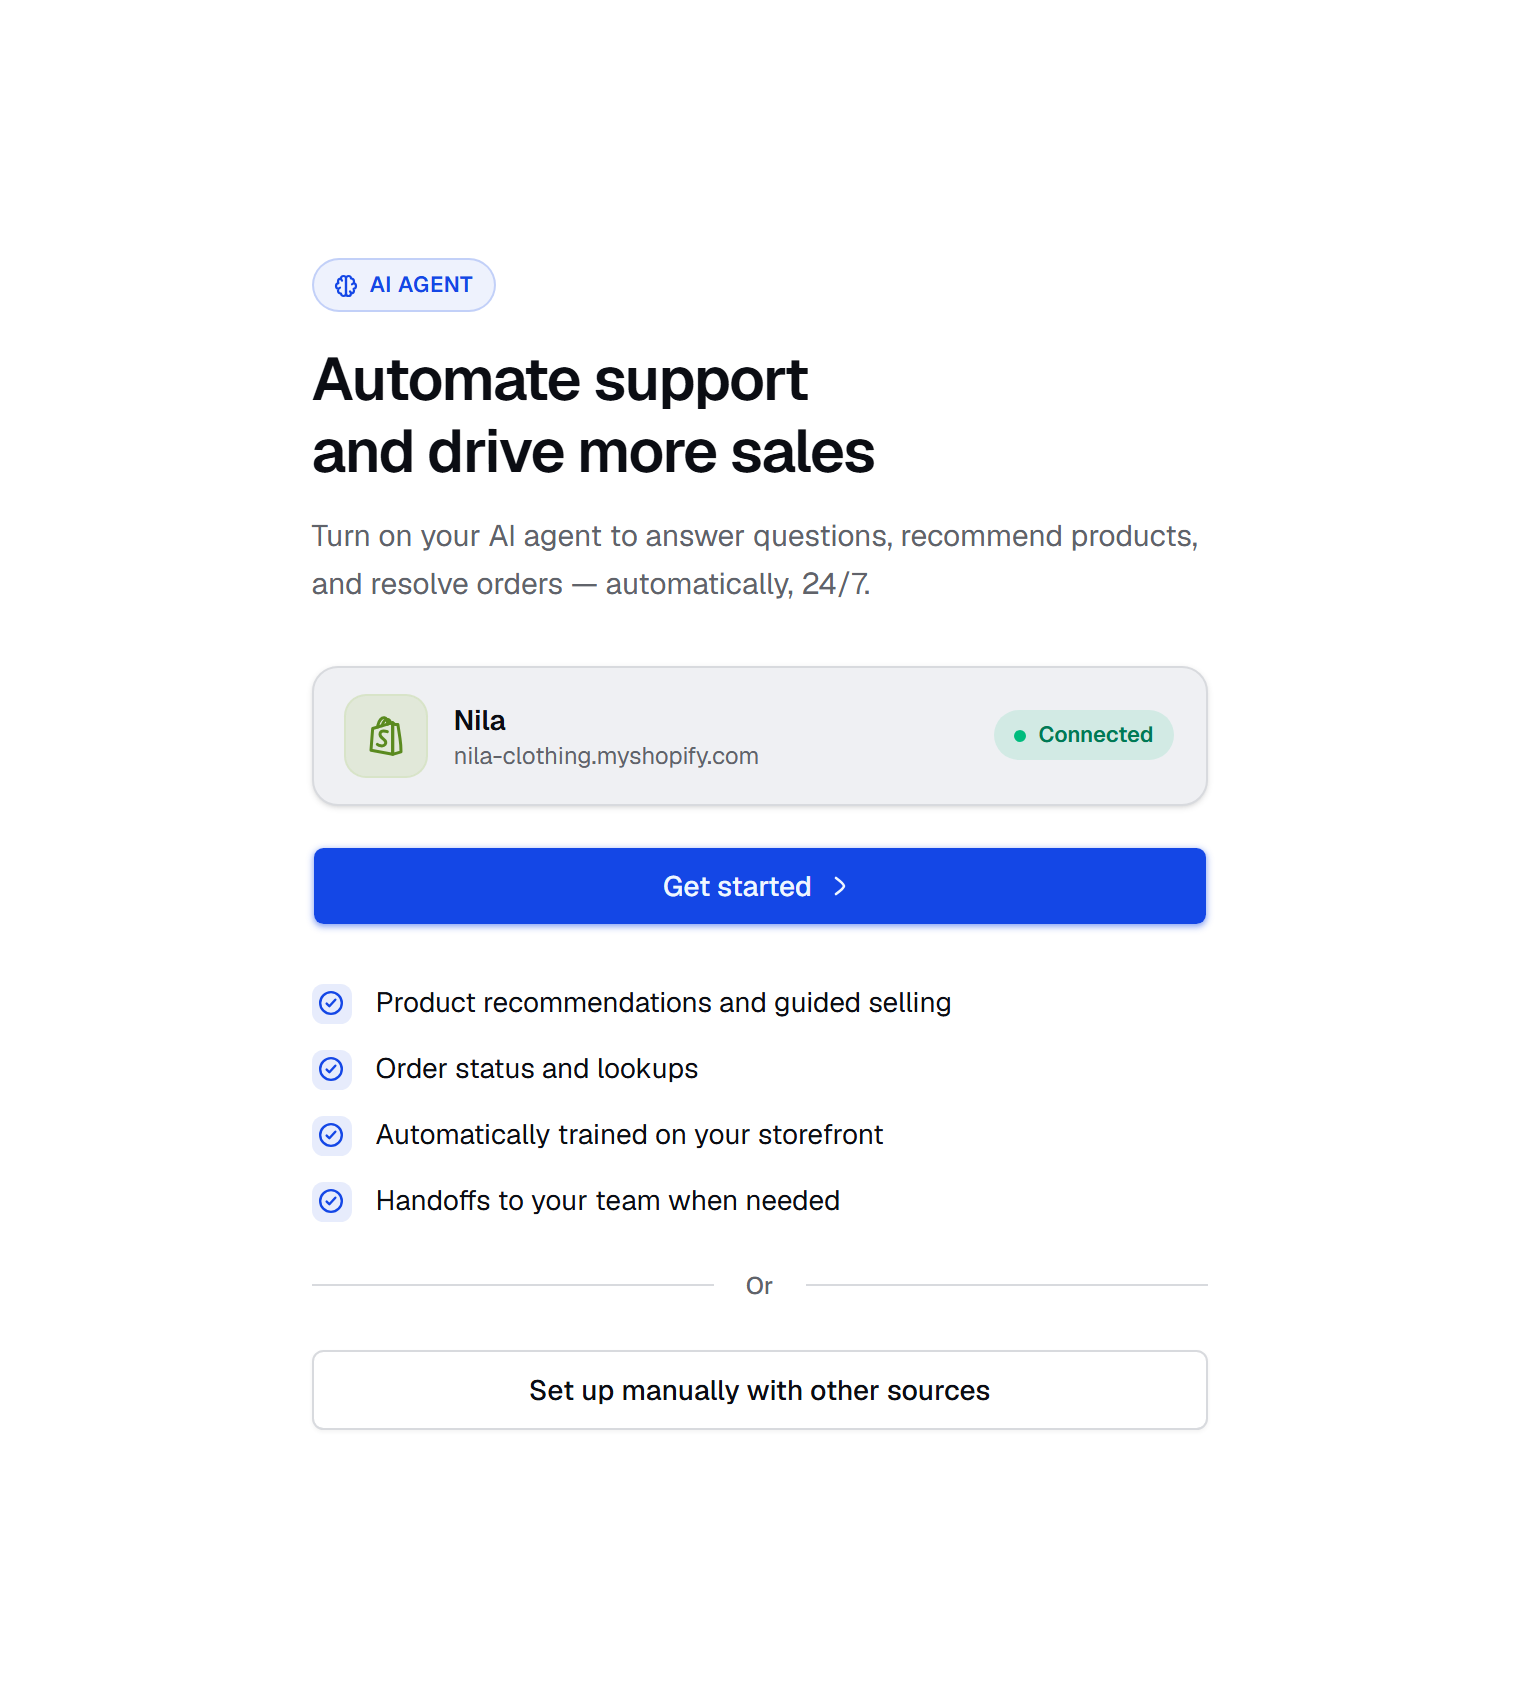 AI AGENT
Automate support
and drive more sales
Turn on your AI agent to answer questions, recommend products,
and resolve orders — automatically, 24/7.
Nila
nila-clothing.myshopify.com
Connected
Get started
Product recommendations and guided selling
Order status and lookups
Automatically trained on your storefront
Handoffs to your team when needed
Or
Set up manually with other sources